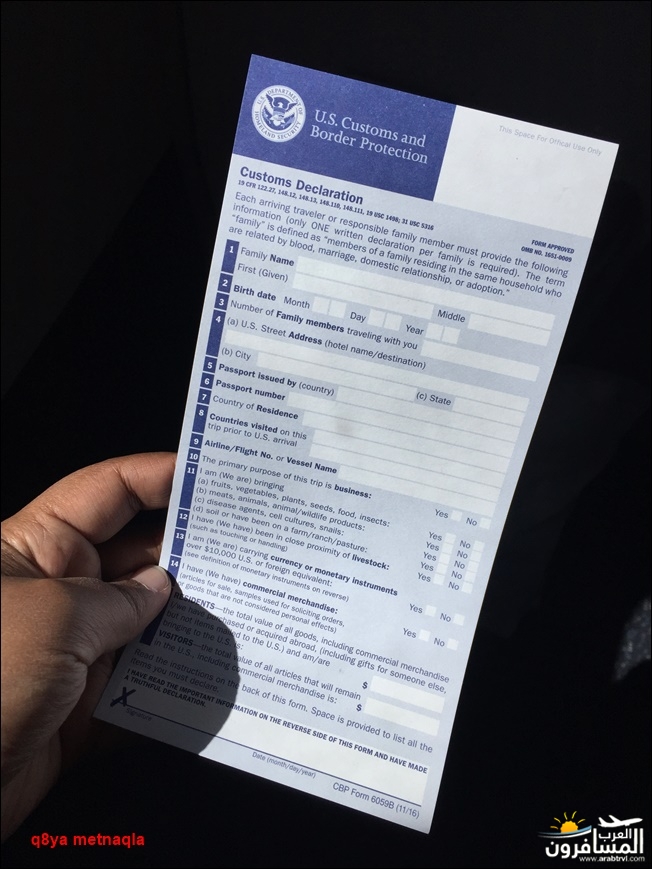 U.S. DEPARTMENT OF
HOMELAND SECURITY
U.S. Customs and
Border Protection
This Space For Offical Use Only
Customs Declaration
19 CFR 122.27, 148.12, 148.13, 148.110, 148.111, 19 USC 1498; 31 USC 5316
FORM APPROVED
OMB NO. 1651-0009
Each arriving traveler or responsible family member must provide the following
information (only ONE written declaration per family is required). The term
"family" is defined as "members of a family residing in the same household who
are related by blood, marriage, domestic relationship, or adoption."
1 Family Name
First (Given) Middle
2 Birth date Month Day Year
3 Number of Family members traveling with you
4 (a) U.S. Street Address (hotel name/destination)
(b) City (c) State
5 Passport issued by (country)
6 Passport number
7 Country of Residence
8 Countries visited on this
trip prior to U.S. arrival
9 Airline/Flight No. or Vessel Name
10 The primary purpose of this trip is business: Yes No
11 I am (We are) bringing
(a) fruits, vegetables, plants, seeds, food, insects: Yes No
(b) meats, animals, animal/wildlife products: Yes No
(c) disease agents, cell cultures, snails: Yes No
(d) soil or have been on a farm/ranch/pasture: Yes No
12 I have (We have) been in close proximity of livestock: Yes No
(such as touching or handling)
13 I am (We are) carrying currency or monetary instruments
over $10,000 U.S. or foreign equivalent: Yes No
(see definition of monetary instruments on reverse)
14 I have (We have) commercial merchandise: Yes No
(articles for sale, samples used for soliciting orders,
or goods that are not considered personal effects)
RESIDENTS—the total value of all goods, including commercial merchandise
I/we have purchased or acquired abroad, (including gifts for someone else,
but not items mailed to the U.S.) and am/are
bringing to the U.S. is: $
VISITORS—the total value of all articles that will remain
in the U.S., including commercial merchandise is: $
Read the instructions on the back of this form. Space is provided to list all the
items you must declare.
I HAVE READ THE IMPORTANT INFORMATION ON THE REVERSE SIDE OF THIS FORM AND HAVE MADE
A TRUTHFUL DECLARATION.
X
Signature
Date (month/day/year)
CBP Form 6059B (11/16)
q8ya metnaqla
العرب
المسافرون
www.arabtrvl.com